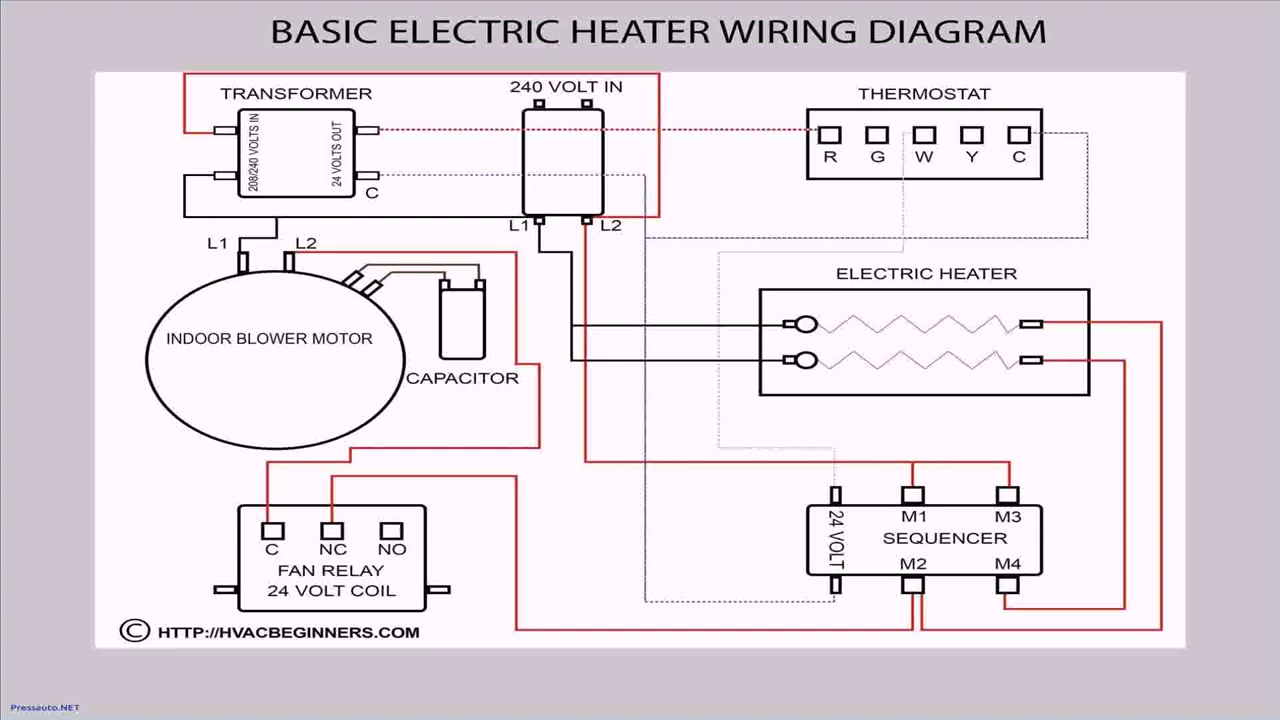 BASIC ELECTRIC HEATER WIRING DIAGRAM
240 VOLT IN
TRANSFORMER
THERMOSTAT
208/240 VOLTS IN
24 VOLTS OUT
R G W Y C
C
L1 L2
L1 L2
ELECTRIC HEATER
INDOOR BLOWER MOTOR
CAPACITOR
24 VOLT
M1 M3
SEQUENCER
M2 M4
C NC NO
FAN RELAY
24 VOLT COIL
© HTTP://HVACBEGINNERS.COM
Pressauto.NET